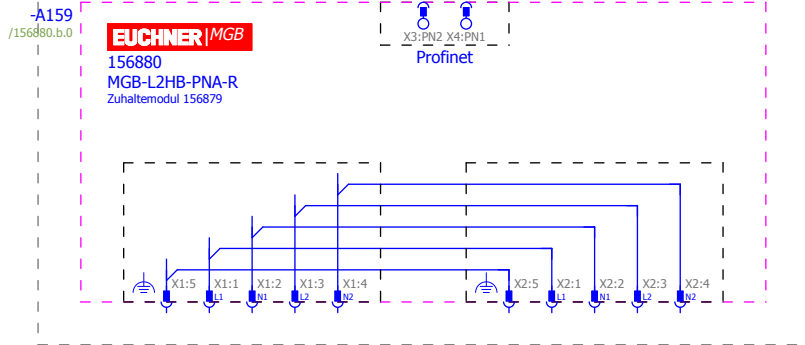 -A159
/156880.b.0
EUCHNER MGB
156880
MGB-L2HB-PNA-R
Zuhaltemodul 156879
X3:PN2 X4:PN1
Profinet
X1:5 X1:1 X1:2 X1:3 X1:4 X2:5 X2:1 X2:2 X2:3 X2:4
L1 N1 L2 N2 L1 N1 L2 N2